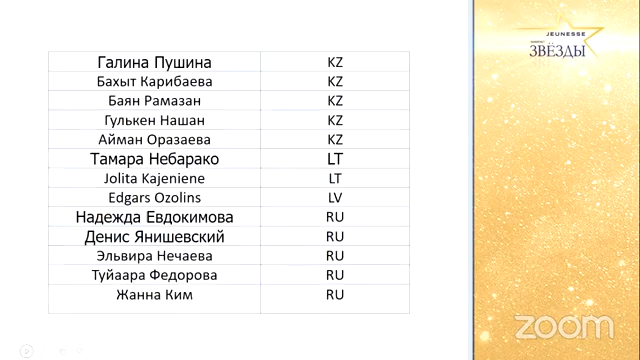 Галина Пушина KZ
Бахыт Карибаева KZ
Баян Рамазан KZ
Гулькен Нашан KZ
Айман Оразаева KZ
Тамара Небарако LT
Jolita Kajeniene LT
Edgars Ozolins LV
Надежда Евдокимова RU
Денис Янишевский RU
Эльвира Нечаева RU
Туйаара Федорова RU
Жанна Ким RU
JEUNESSE
ЗВЁЗДЫ
zoom